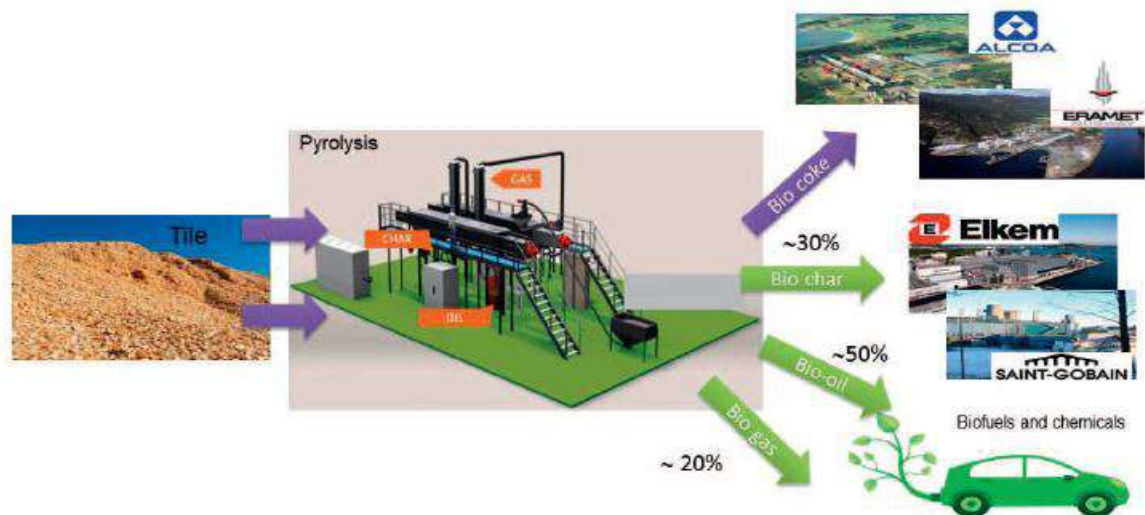 ALCOA
ERAMET
Pyrolysis
GAS
Bio coke
Tile
CHAR
Elkem
~30%
Bio char
OIL
~50%
SAINT-GOBAIN
Bio-oil
Biofuels and chemicals
Bio gas
~ 20%